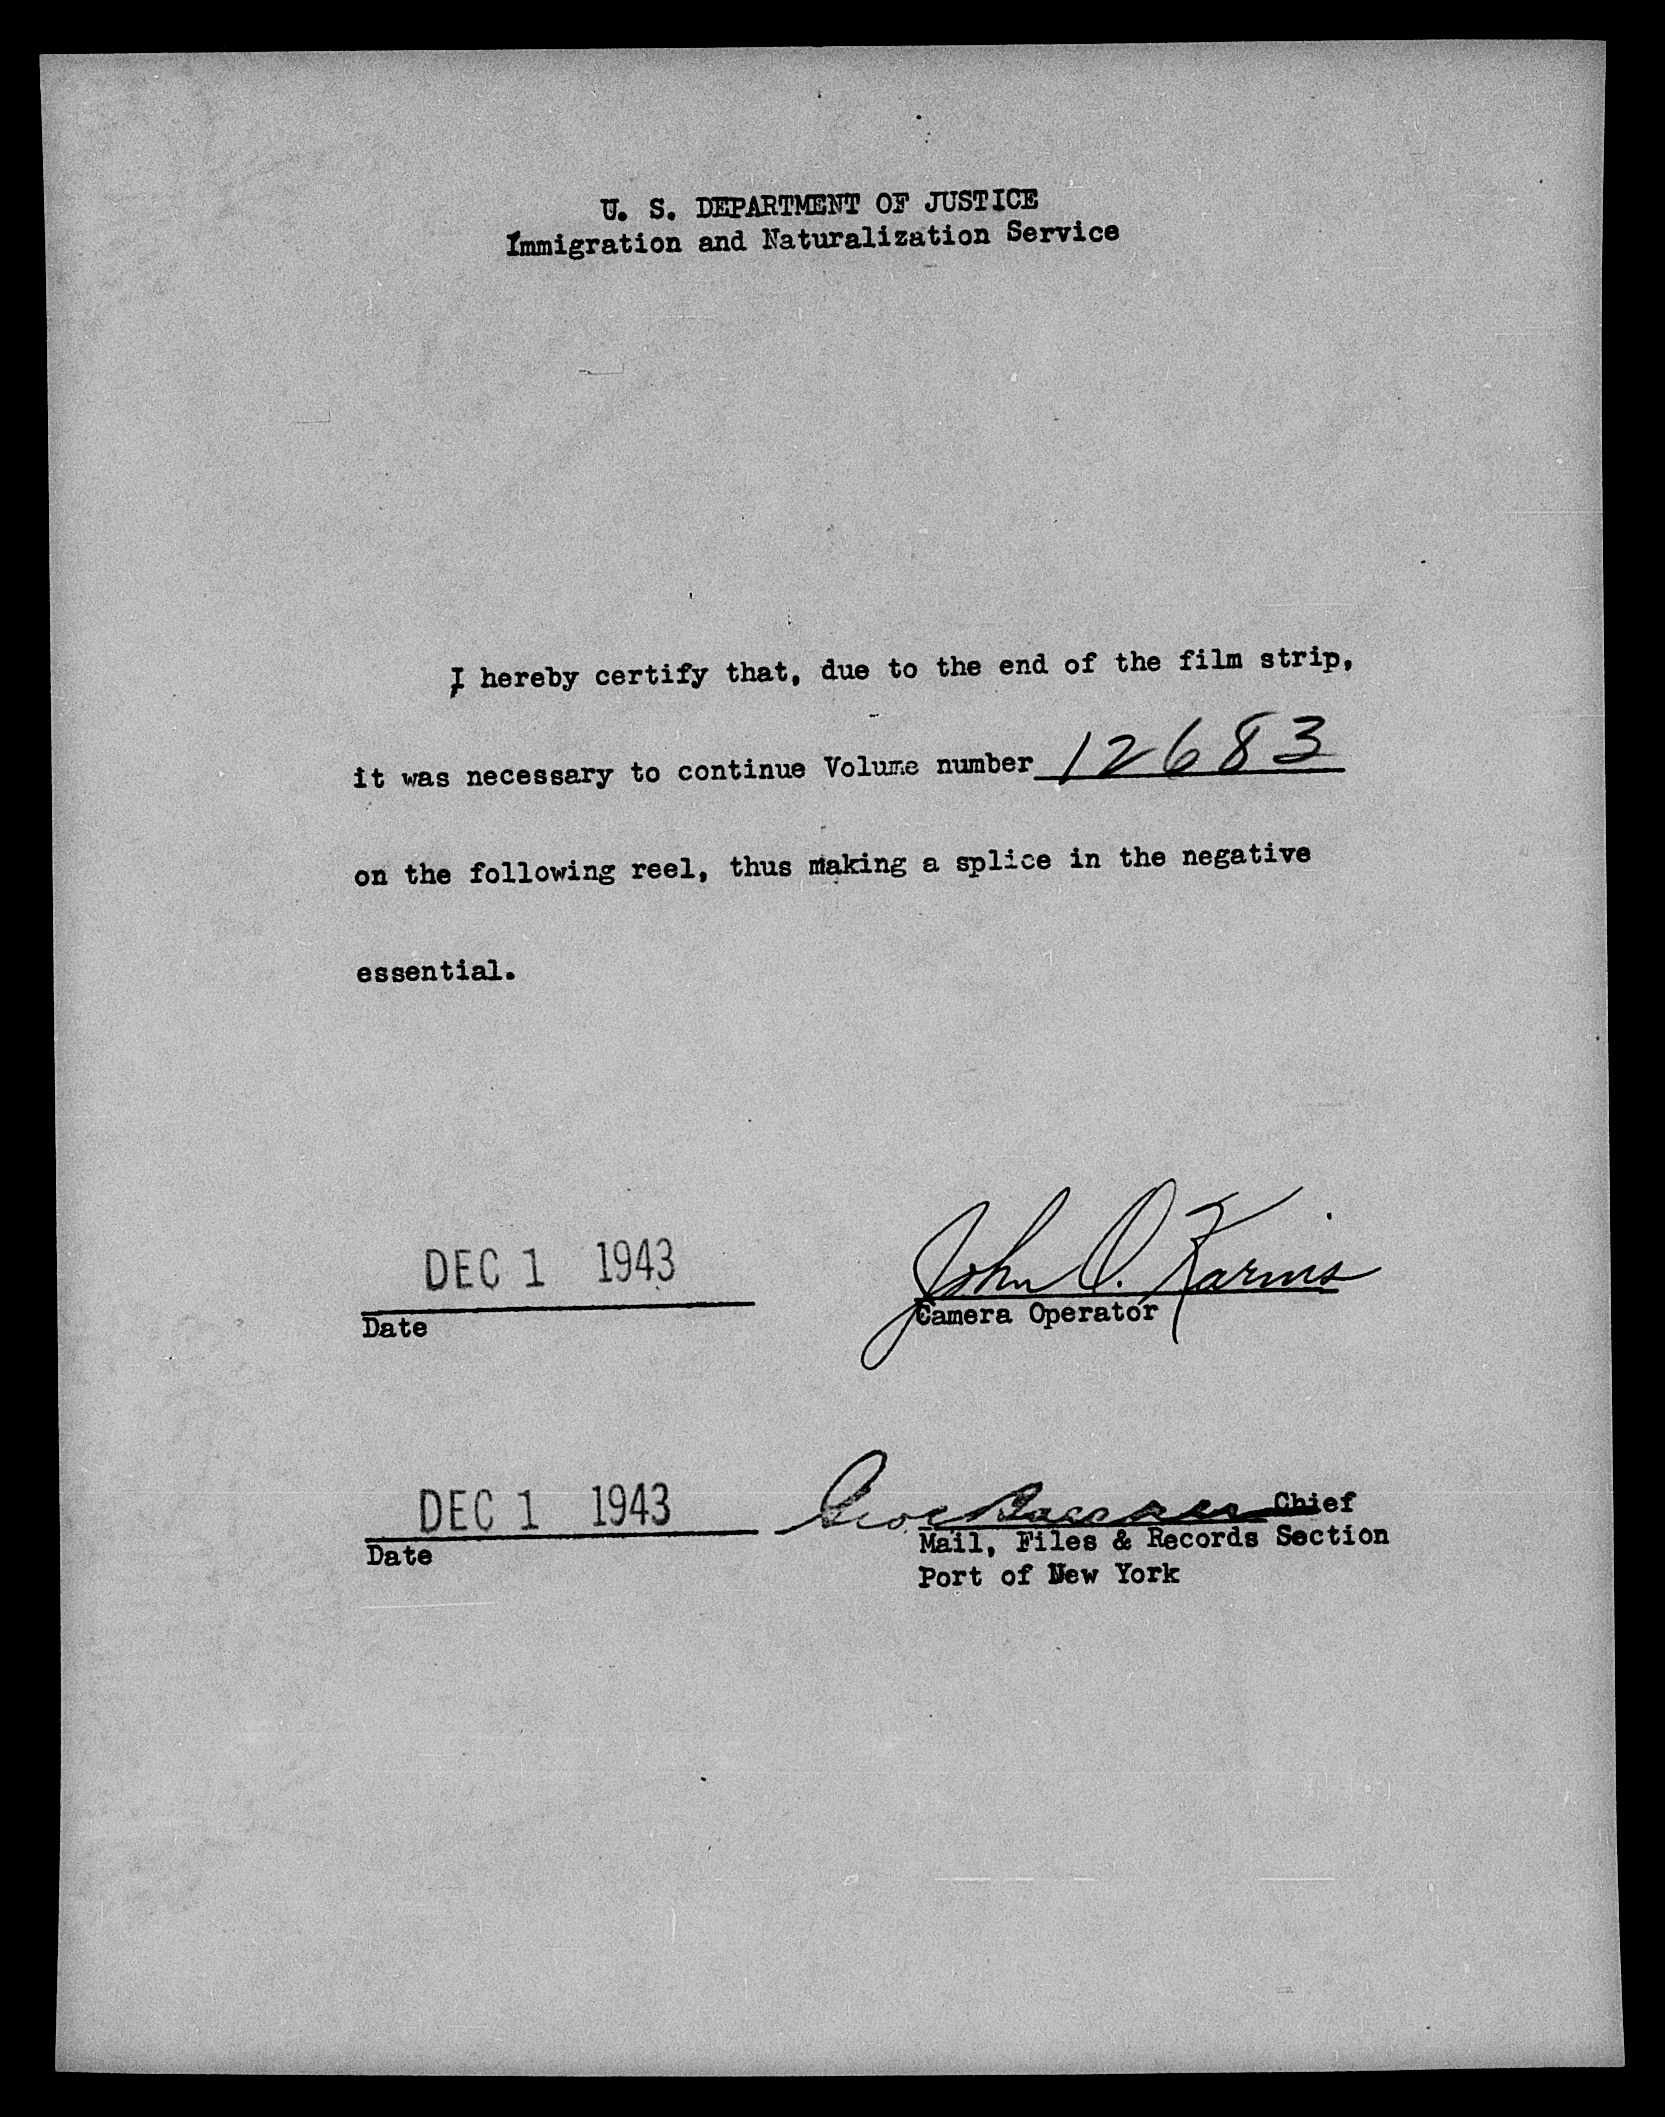 U. S. DEPARTMENT OF JUSTICE
Immigration and Naturalization Service
I hereby certify that, due to the end of the film strip,
it was necessary to continue Volume number 12683
on the following reel, thus making a splice in the negative
essential.
DEC 1 1943
John O. Karins
Date
Camera Operator
DEC 1 1943
Chief
Date
Mail, Files & Records Section
Port of New York